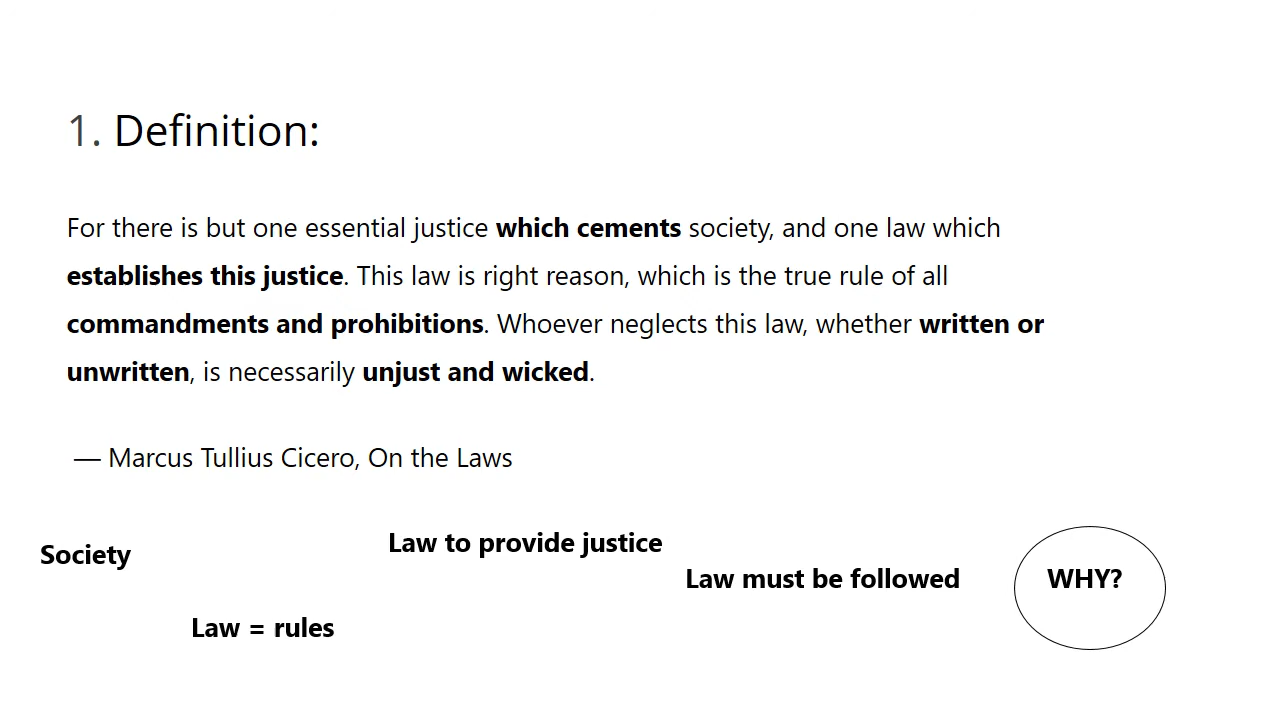 1. Definition:
For there is but one essential justice which cements society, and one law which
establishes this justice. This law is right reason, which is the true rule of all
commandments and prohibitions. Whoever neglects this law, whether written or
unwritten, is necessarily unjust and wicked.
— Marcus Tullius Cicero, On the Laws
Society
Law = rules
Law to provide justice
Law must be followed
WHY?